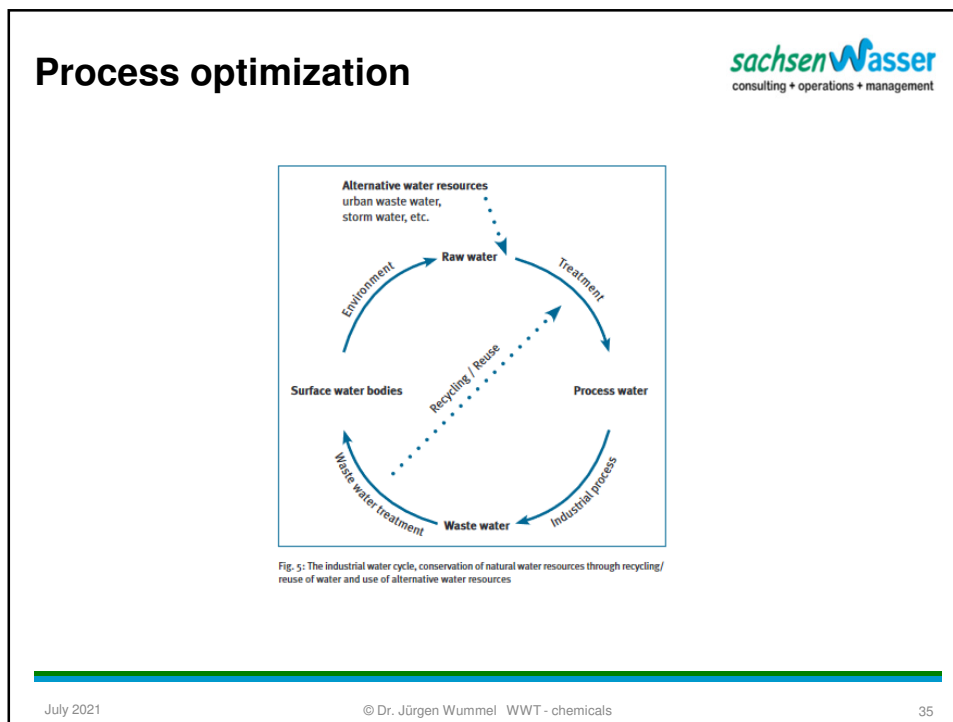 Process optimization
sachsenWasser
consulting + operations + management
Alternative water resources
urban waste water,
storm water, etc.
Raw water
Environment
Treatment
Recycling / Reuse
Surface water bodies
Process water
Waste water treatment
Industrial process
Waste water
Fig. 5: The industrial water cycle, conservation of natural water resources through recycling/
reuse of water and use of alternative water resources
July 2021
© Dr. Jürgen Wummel WWT - chemicals
35